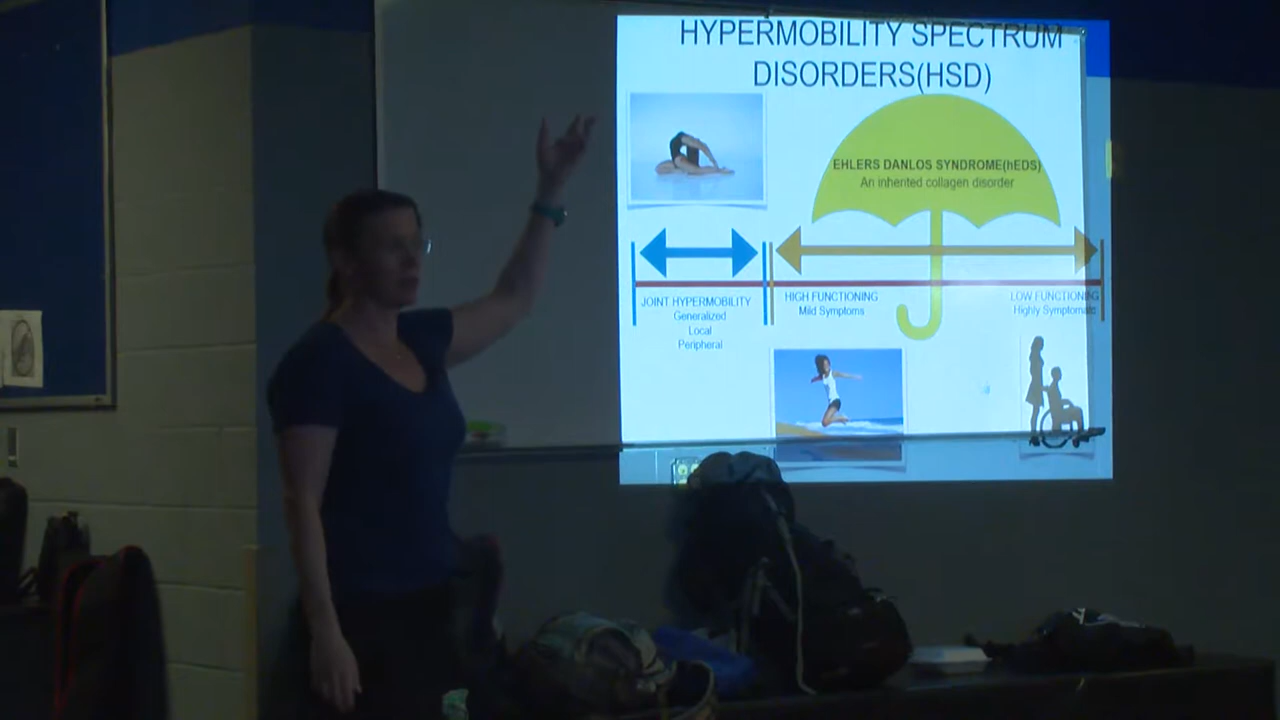 HYPERMOBILITY SPECTRUM
DISORDERS(HSD)
EHLERS DANLOS SYNDROME(hEDS)
An inherited collagen disorder
JOINT HYPERMOBILITY
Generalized
Local
Peripheral
HIGH FUNCTIONING
Mild Symptoms
LOW FUNCTIONING
Highly Symptomatic